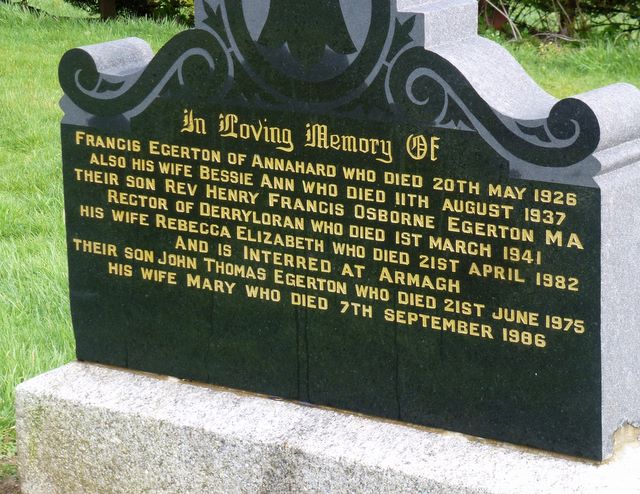 In Loving Memory Of
Francis Egerton of Annahard who died 20th May 1926
also his wife Bessie Ann who died 11th August 1937
their son Rev Henry Francis Osborne Egerton MA
Rector of Derryloran who died 1st March 1941
his wife Rebecca Elizabeth who died 21st April 1982
and is Interred at Armagh
their son John Thomas Egerton who died 21st June 1975
his wife Mary who died 7th September 1986